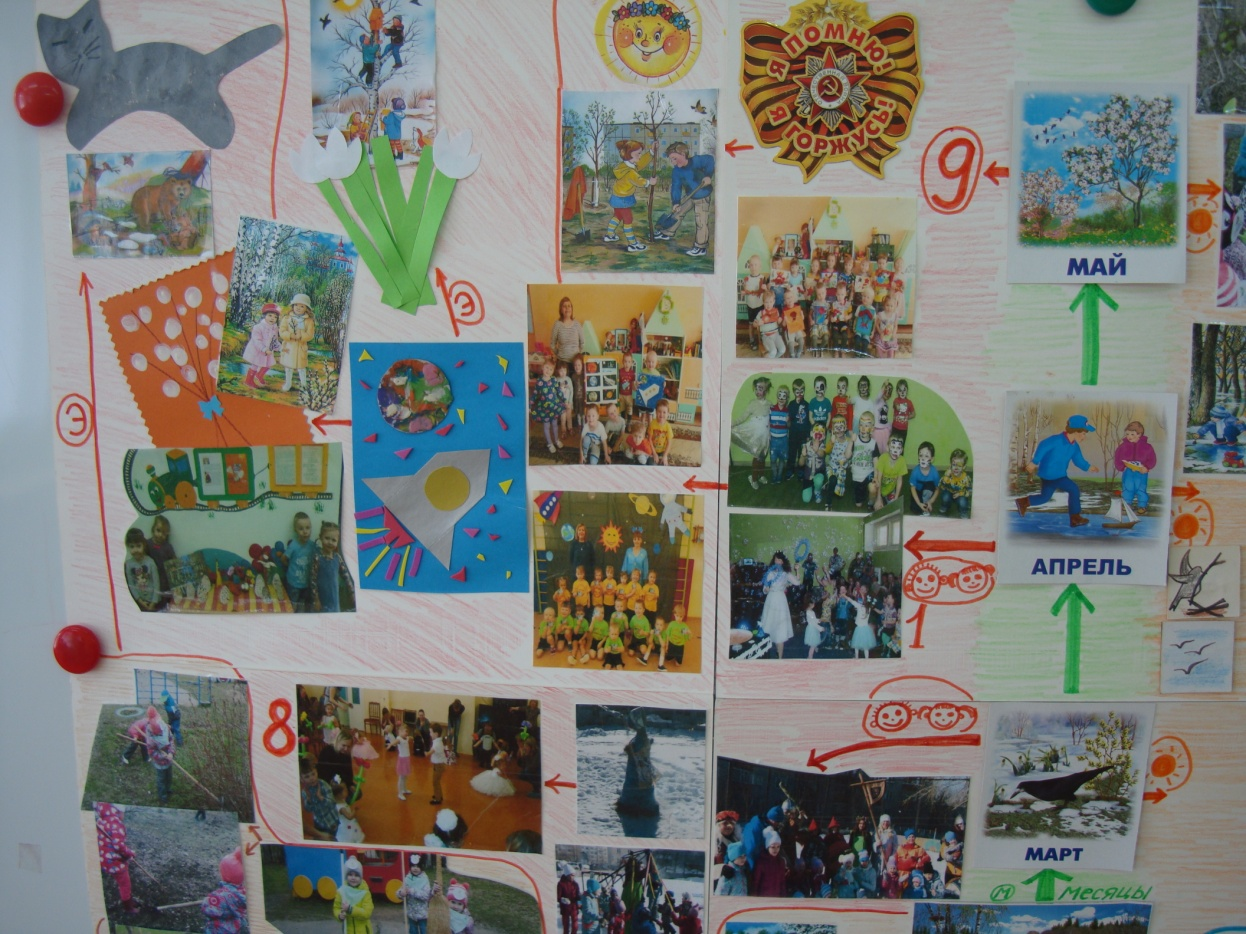 Я ПОМНЮ!
Я ГОРЖУСЬ!
9
МАЙ
Э
Э
АПРЕЛЬ
1
8
МАРТ
М МЕСЯЦЫ